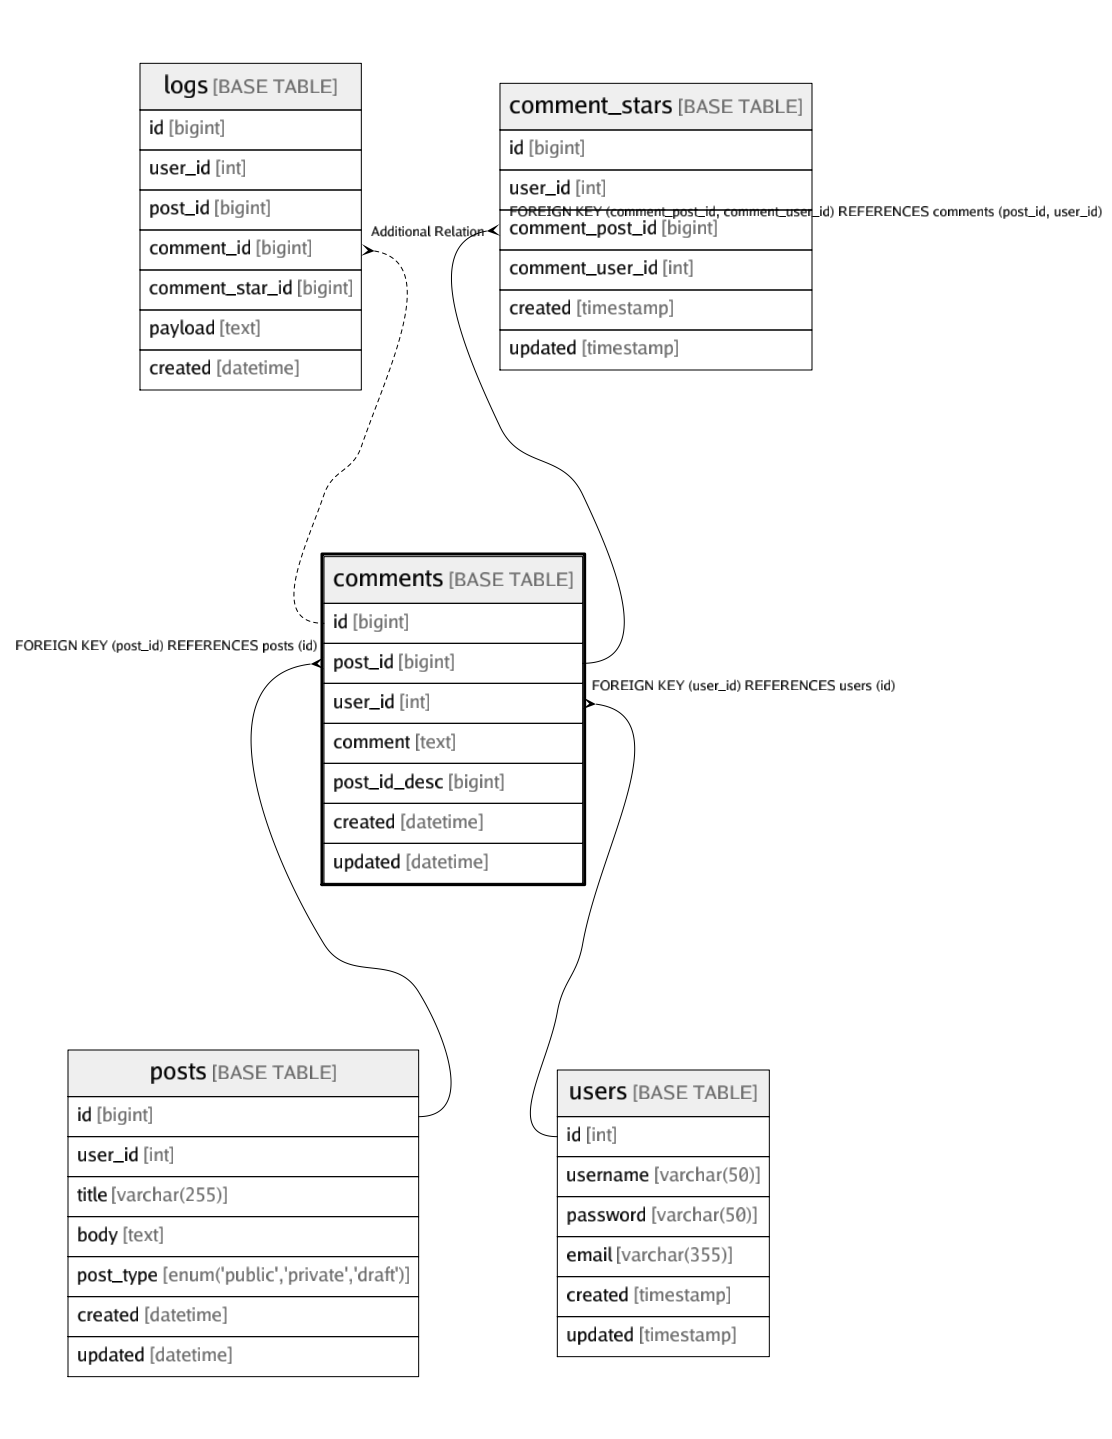 logs [BASE TABLE]
id [bigint]
user_id [int]
post_id [bigint]
comment_id [bigint]
comment_star_id [bigint]
payload [text]
created [datetime]
Additional Relation
comment_stars [BASE TABLE]
id [bigint]
user_id [int]
FOREIGN KEY (comment_post_id, comment_user_id) REFERENCES comments (post_id, user_id)
comment_post_id [bigint]
comment_user_id [int]
created [timestamp]
updated [timestamp]
comments [BASE TABLE]
id [bigint]
FOREIGN KEY (post_id) REFERENCES posts (id)
post_id [bigint]
FOREIGN KEY (user_id) REFERENCES users (id)
user_id [int]
comment [text]
post_id_desc [bigint]
created [datetime]
updated [datetime]
posts [BASE TABLE]
id [bigint]
user_id [int]
title [varchar(255)]
body [text]
post_type [enum('public','private','draft')]
created [datetime]
updated [datetime]
users [BASE TABLE]
id [int]
username [varchar(50)]
password [varchar(50)]
email [varchar(355)]
created [timestamp]
updated [timestamp]